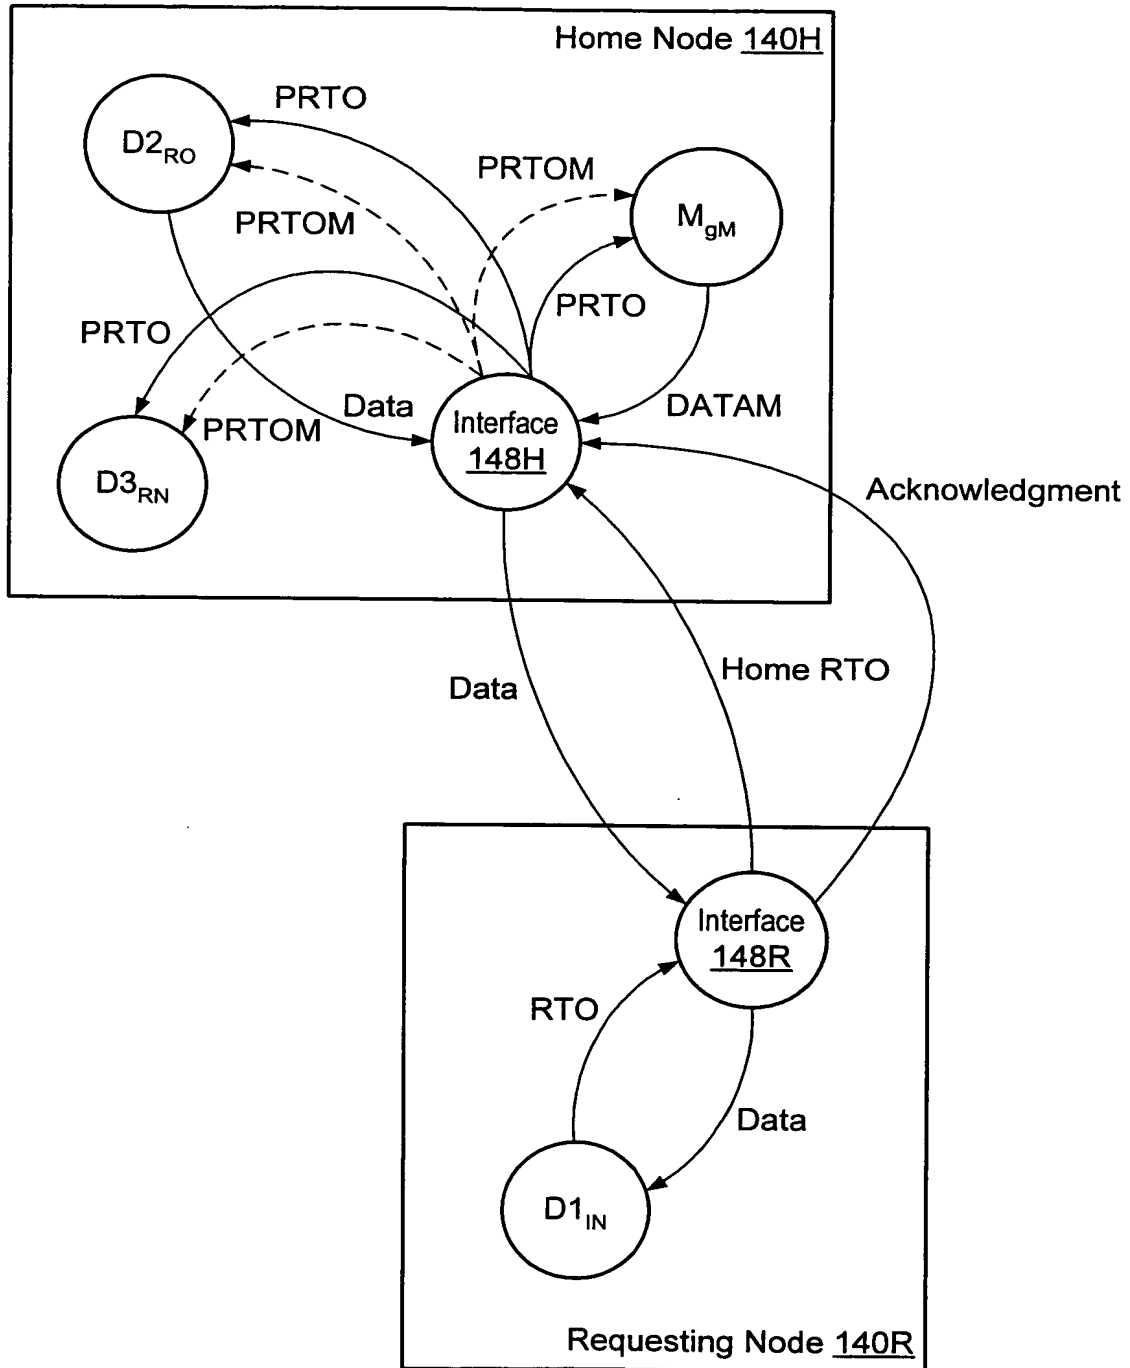 Home Node 140H
PRTO
D2RO
PRTOM
PRTOM
MgM
PRTO
PRTO
Data
DATAM
PRTOM
Interface
148H
D3RN
Acknowledgment
Data
Home RTO
Interface
148R
RTO
Data
D1IN
Requesting Node 140R